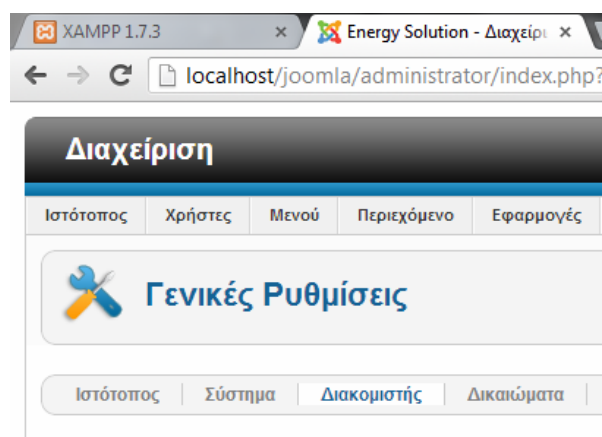 XAMPP 1.7.3 × Energy Solution - Διαχείρι ×
localhost/joomla/administrator/index.php?
Διαχείριση
Ιστότοπος Χρήστες Μενού Περιεχόμενο Εφαρμογές
Γενικές Ρυθμίσεις
Ιστότοπος Σύστημα Διακομιστής Δικαιώματα